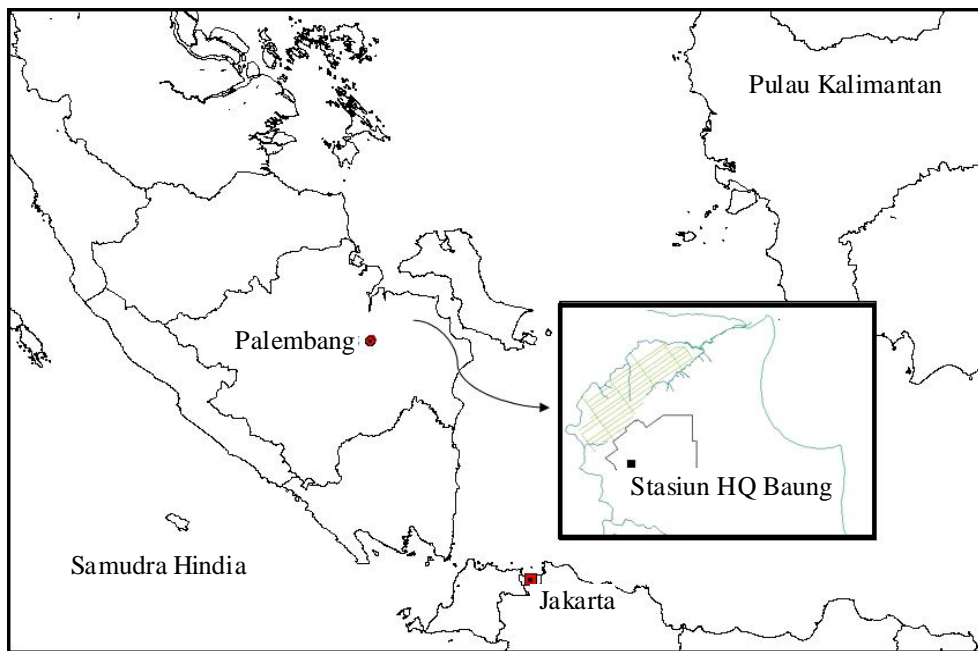 Pulau Kalimantan
Palembang
Stasiun HQ Baung
Samudra Hindia
Jakarta